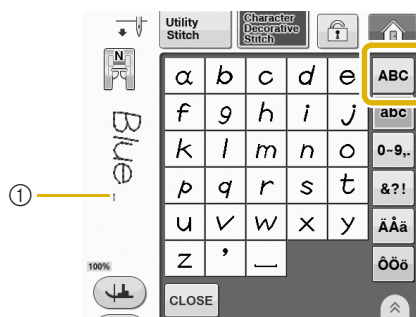 Utility
Stitch
Character
Decorative
Stitch
N
Blue
①
100%
α b c d e
f g h i j
k l m n o
p q r s t
u v w x y
z ’ _
ABC
abc
0~9,.
&?!
ÄÅä
ÔÖö
CLOSE